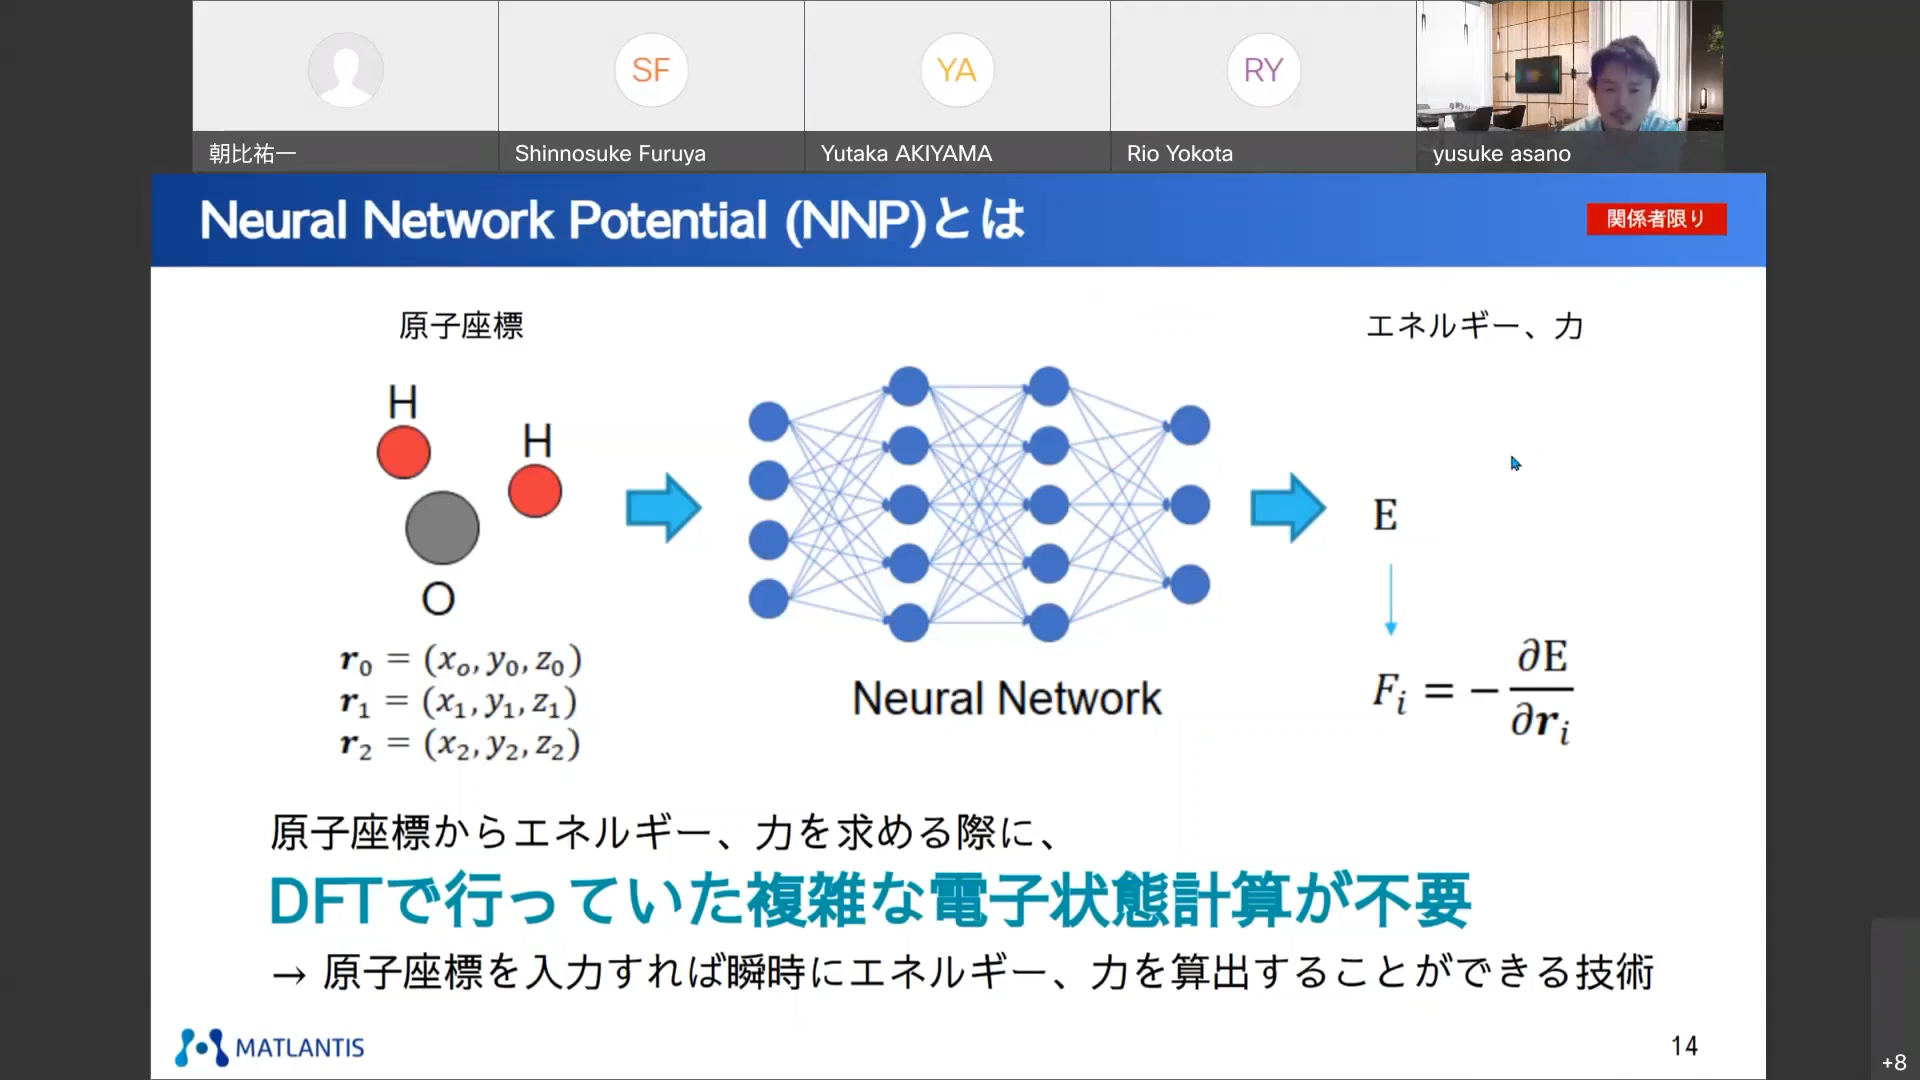 SF
YA
RY
朝比祐一
Shinnosuke Furuya
Yutaka AKIYAMA
Rio Yokota
yusuke asano
Neural Network Potential (NNP)とは
関係者限り
原子座標
エネルギー、力
H
H
O
E
r₀ = (xₒ, y₀, z₀)
r₁ = (x₁, y₁, z₁)
r₂ = (x₂, y₂, z₂)
Neural Network
Fᵢ = −∂E/∂rᵢ
原子座標からエネルギー、力を求める際に、
DFTで行っていた複雑な電子状態計算が不要
→ 原子座標を入力すれば瞬時にエネルギー、力を算出することができる技術
MATLANTIS
14
+8